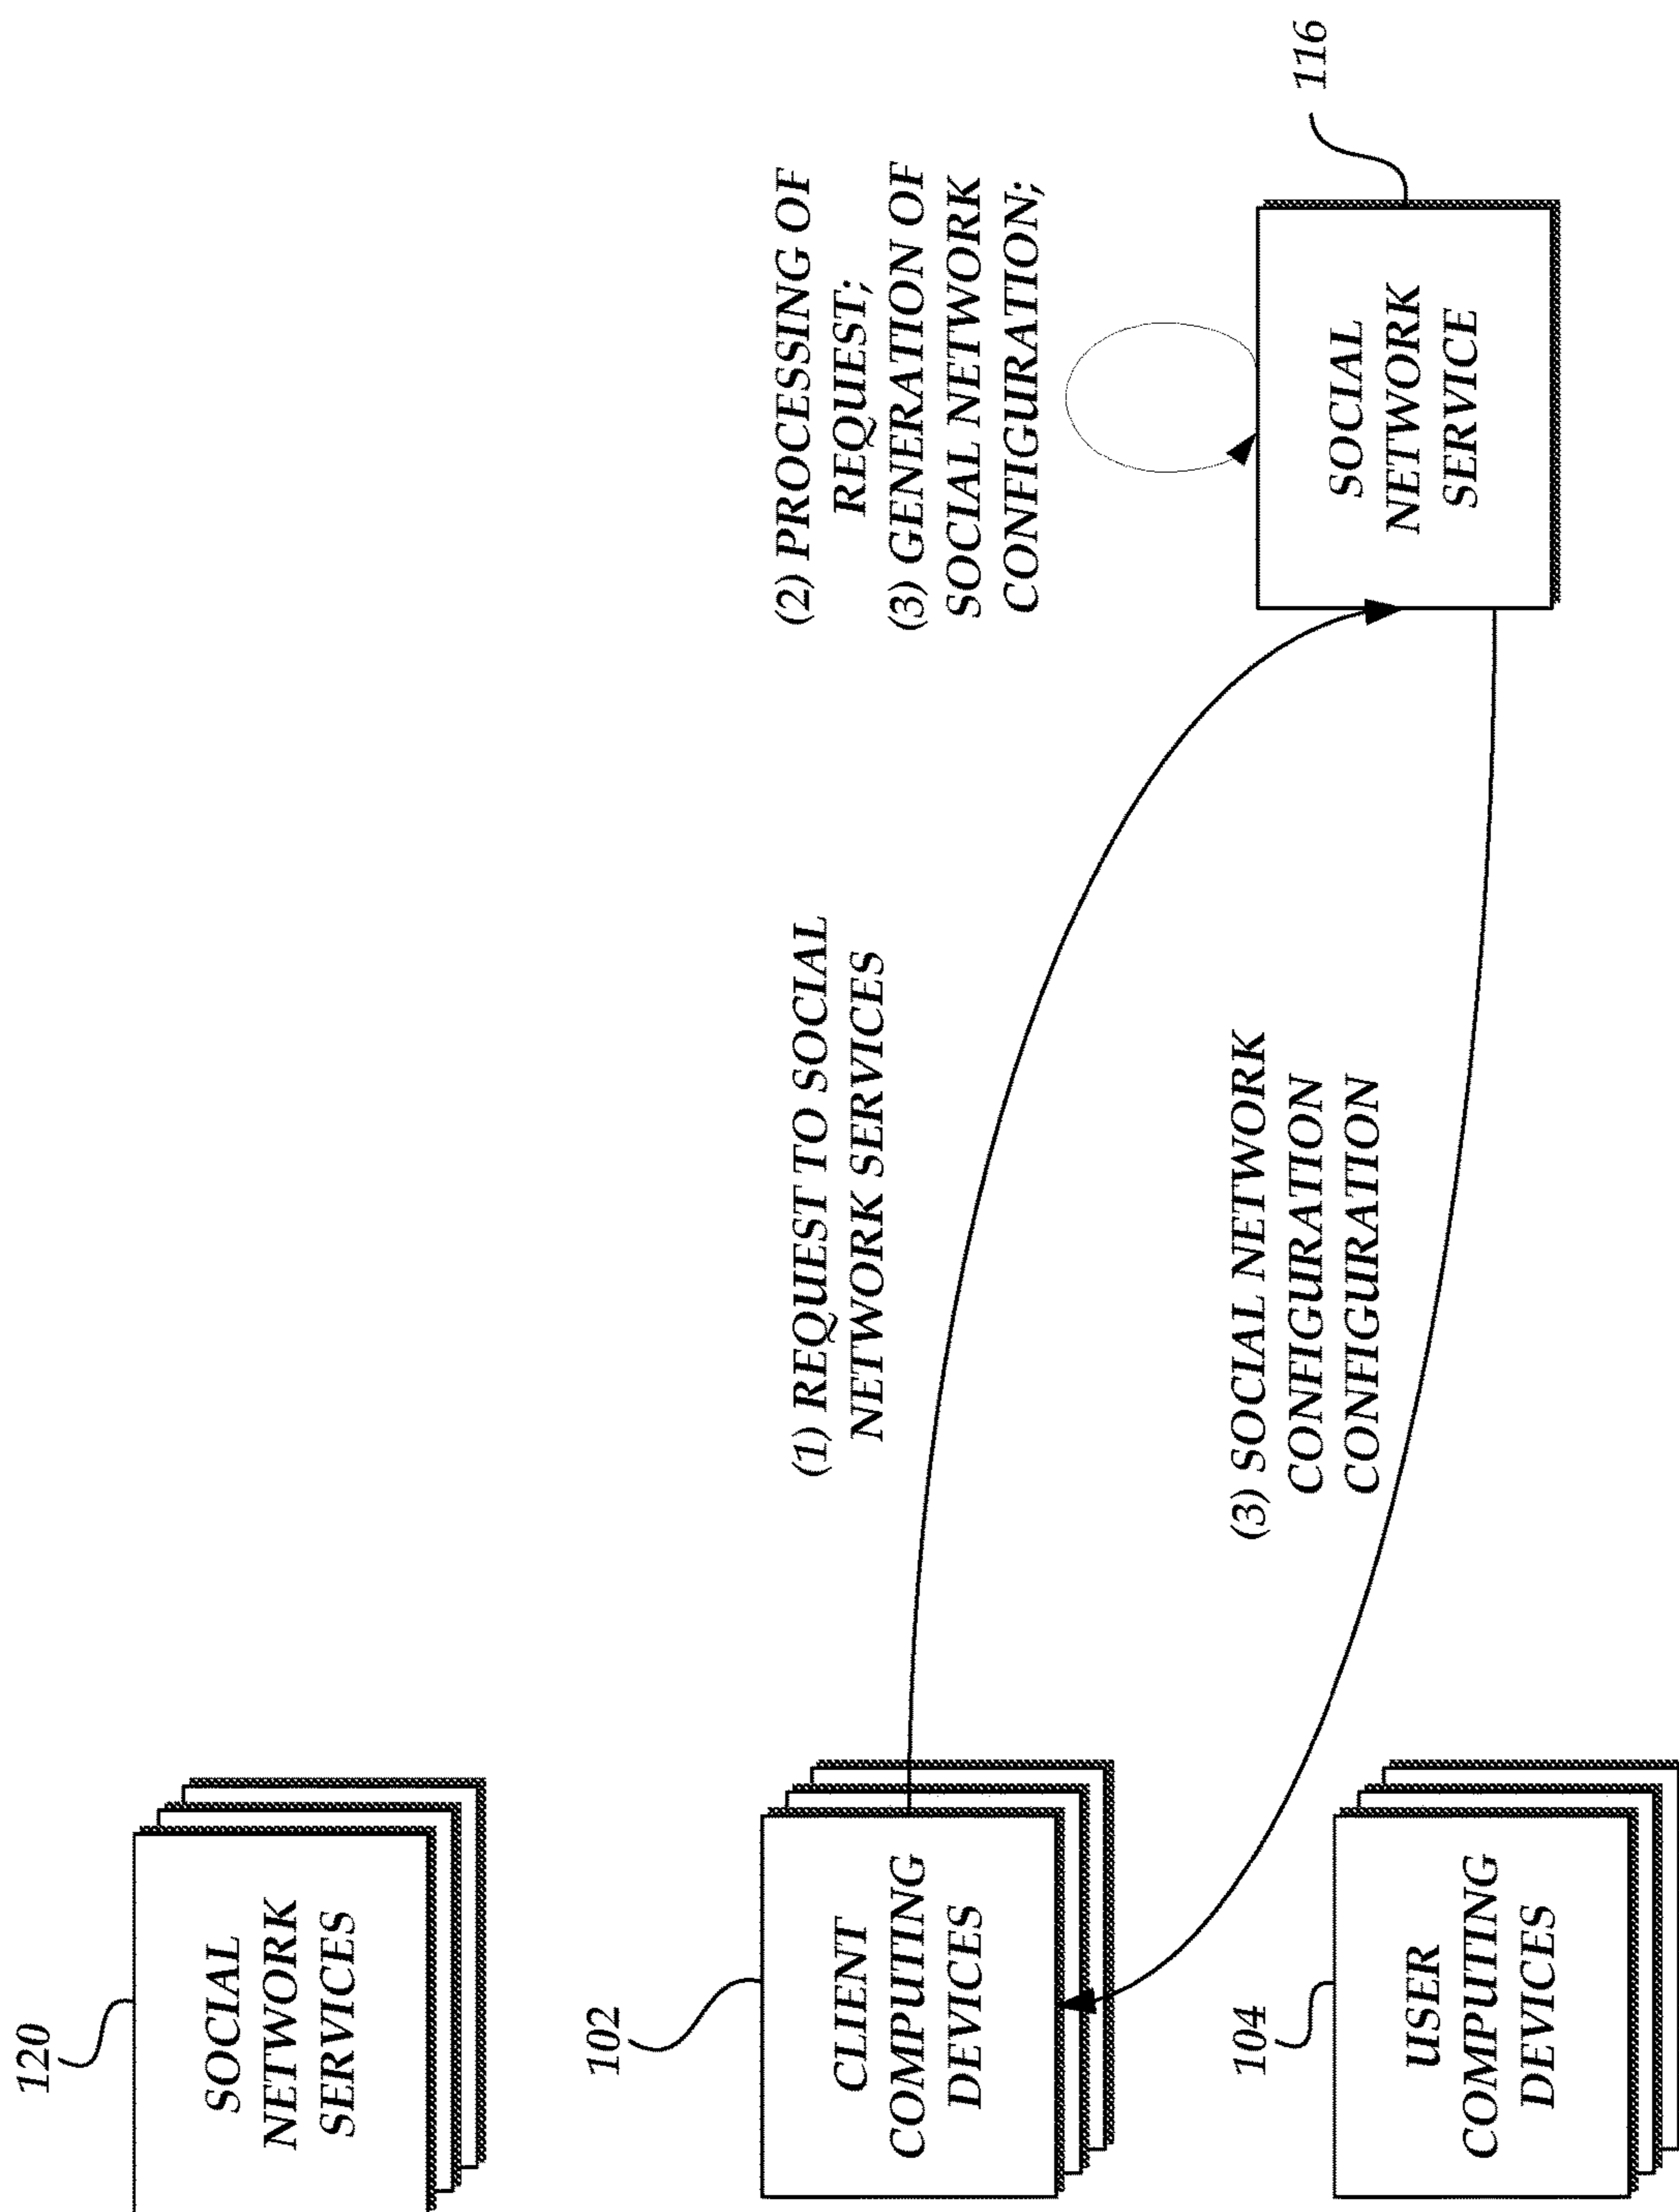 120
SOCIAL
NETWORK
SERVICES
102
CLIENT
COMPUTING
DEVICES
104
USER
COMPUTING
DEVICES
(1) REQUEST TO SOCIAL
NETWORK SERVICES
(3) SOCIAL NETWORK
CONFIGURATION
CONFIGURATION
(2) PROCESSING OF
REQUEST;
(3) GENERATION OF
SOCIAL NETWORK
CONFIGURATION;
SOCIAL
NETWORK
SERVICE
116